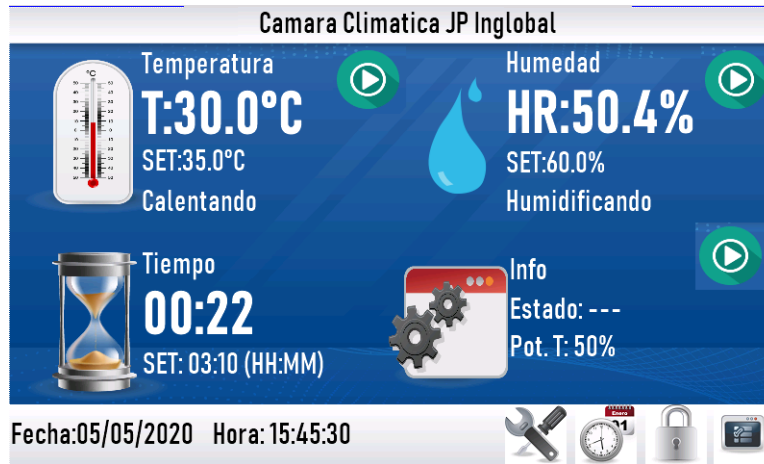 Camara Climatica JP Inglobal
Temperatura
T:30.0°C
SET:35.0°C
Calentando
Humedad
HR:50.4%
SET:60.0%
Humidificando
Tiempo
00:22
SET: 03:10 (HH:MM)
Info
Estado: ---
Pot. T: 50%
Fecha:05/05/2020 Hora: 15:45:30
°C
Enero